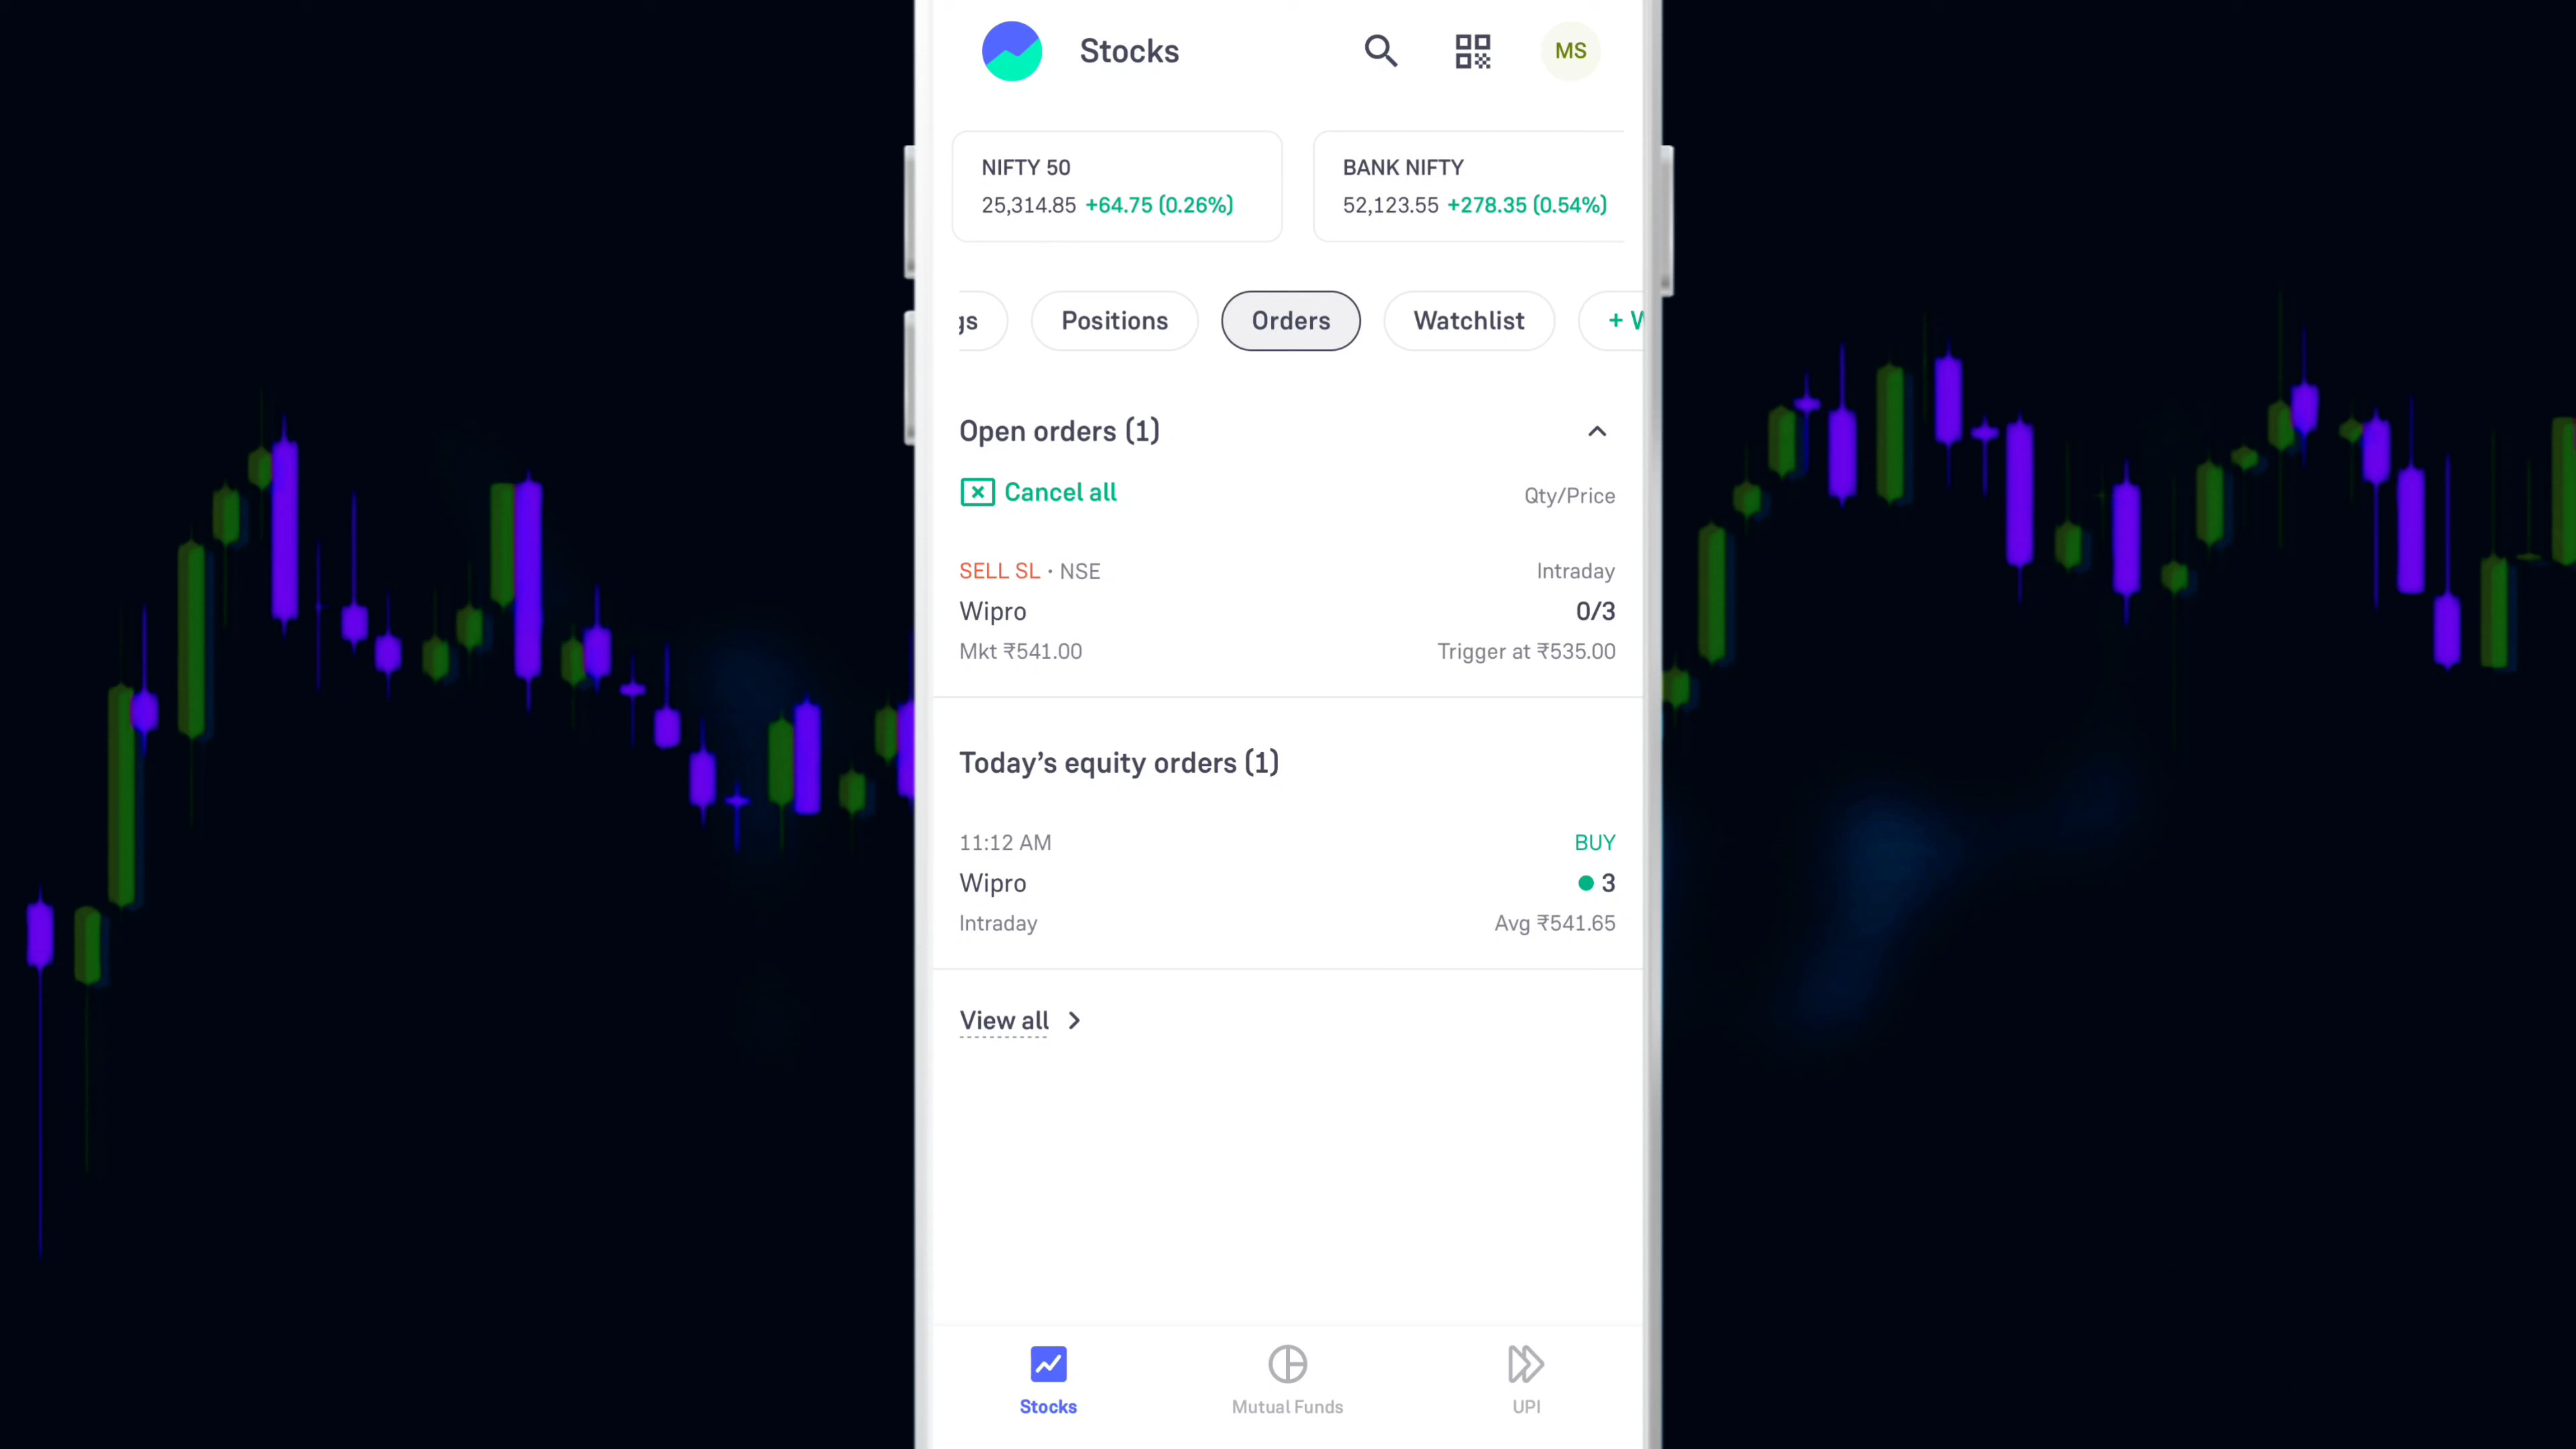 Stocks
MS
NIFTY 50
25,314.85 +64.75 (0.26%)
BANK NIFTY
52,123.55 +278.35 (0.54%)
gs
Positions
Orders
Watchlist
+ W
Open orders (1)
Cancel all
Qty/Price
SELL SL · NSE
Intraday
Wipro
0/3
Mkt ₹541.00
Trigger at ₹535.00
Today’s equity orders (1)
11:12 AM
BUY
Wipro
3
Intraday
Avg ₹541.65
View all
Stocks
Mutual Funds
UPI